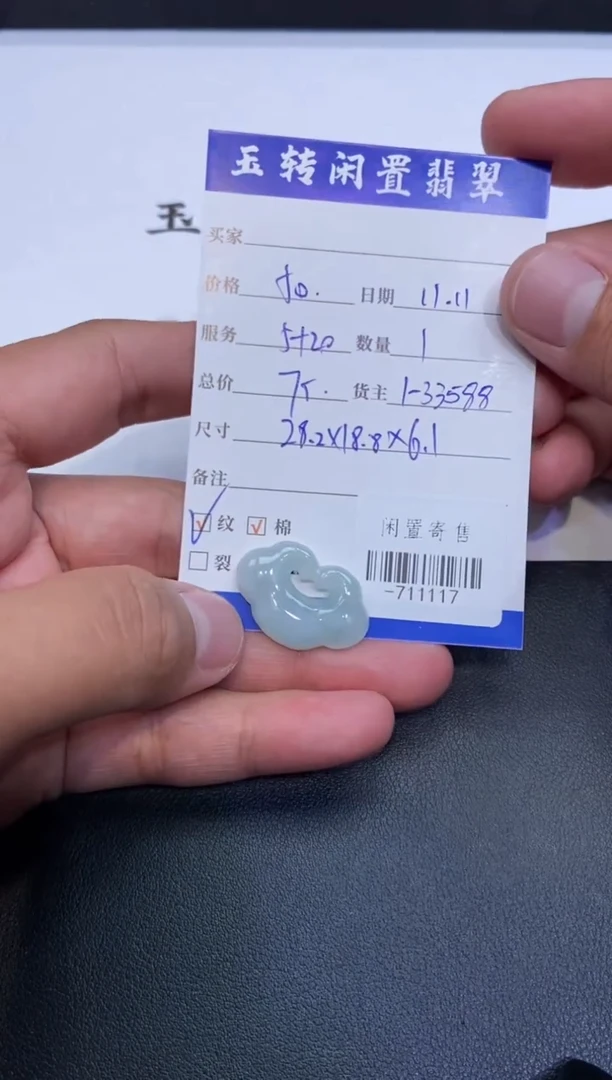 玉转闲置翡翠
玉
买家
价格 50. 日期 11.11
服务 5+20 数量 1
总价 75. 货主 1-33588
尺寸 28.2×18.8×6.1
备注
纹 棉
裂
闲置寄售
-711117